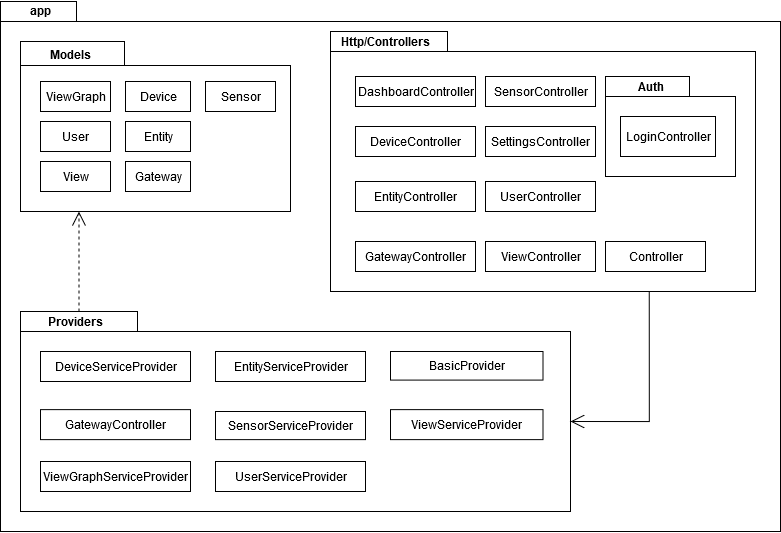 app
Models
ViewGraph
Device
Sensor
User
Entity
View
Gateway
Http/Controllers
DashboardController
SensorController
DeviceController
SettingsController
EntityController
UserController
GatewayController
ViewController
Controller
Auth
LoginController
Providers
DeviceServiceProvider
EntityServiceProvider
BasicProvider
GatewayController
SensorServiceProvider
ViewServiceProvider
ViewGraphServiceProvider
UserServiceProvider